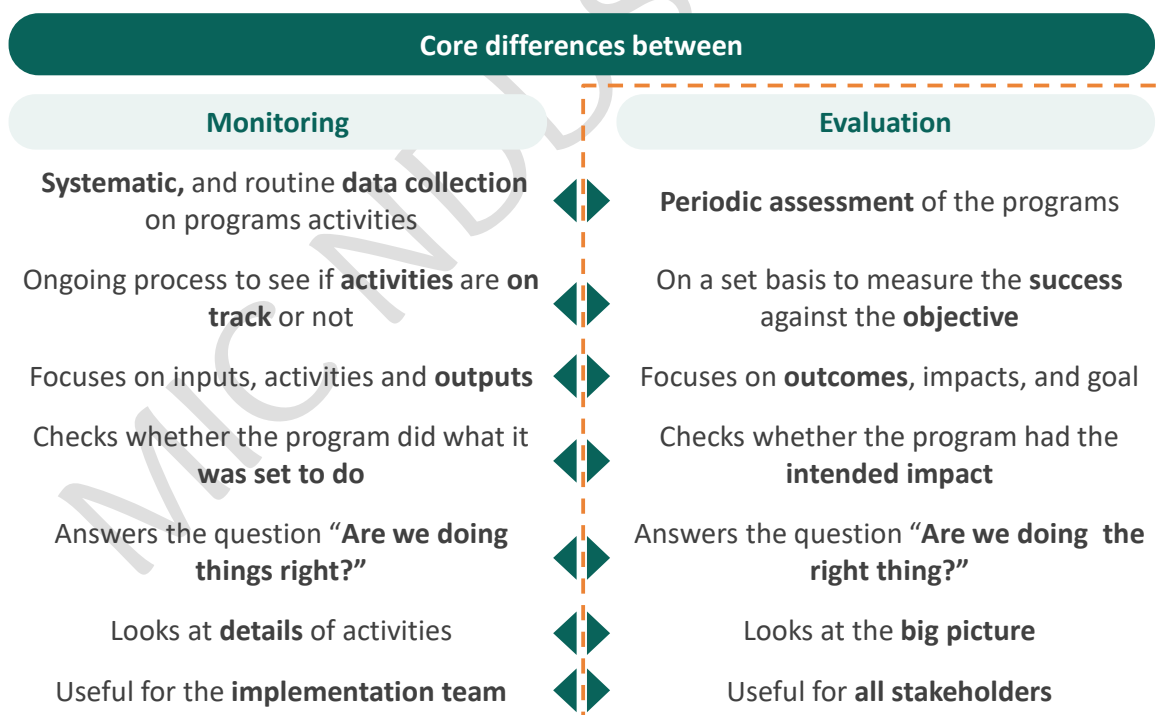 Core differences between
Monitoring
Evaluation
Systematic, and routine data collection
on programs activities
Periodic assessment of the programs
Ongoing process to see if activities are on
track or not
On a set basis to measure the success
against the objective
Focuses on inputs, activities and outputs
Focuses on outcomes, impacts, and goal
Checks whether the program did what it
was set to do
Checks whether the program had the
intended impact
Answers the question “Are we doing
things right?”
Answers the question “Are we doing  the
right thing?”
Looks at details of activities
Looks at the big picture
Useful for the implementation team
Useful for all stakeholders
MIC